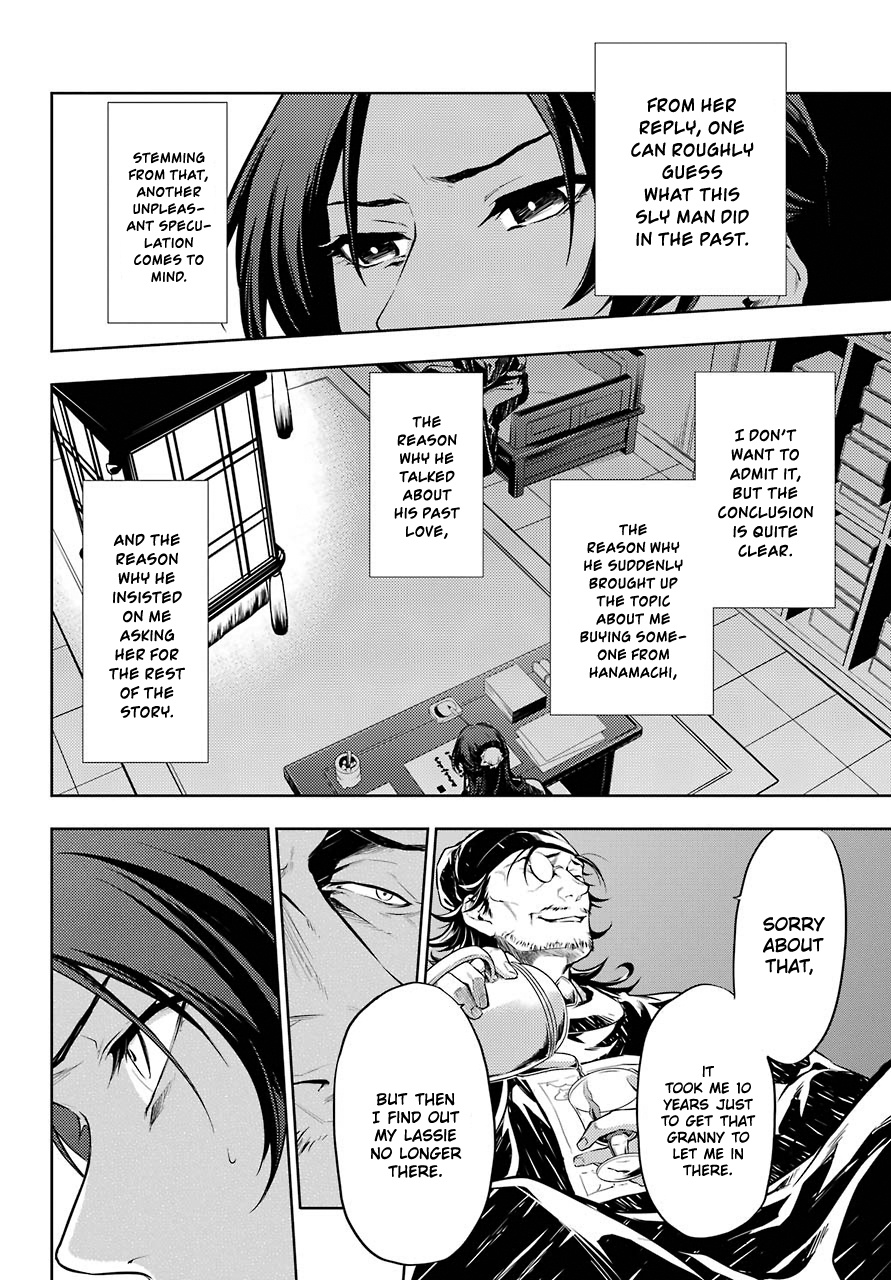 FROM HER
REPLY, ONE
CAN ROUGHLY
GUESS
WHAT THIS
SLY MAN DID
IN THE PAST.
STEMMING
FROM THAT,
ANOTHER
UNPLEAS-
ANT SPECU-
LATION
COMES TO
MIND.
I DON'T
WANT TO
ADMIT IT,
BUT THE
CONCLUSION
IS QUITE
CLEAR.
THE
REASON WHY
HE SUDDENLY
BROUGHT UP
THE TOPIC
ABOUT ME
BUYING SOME-
ONE FROM
HANAMACHI,
THE
REASON
WHY HE
TALKED
ABOUT
HIS PAST
LOVE,
AND THE
REASON
WHY HE
INSISTED
ON ME
ASKING
HER FOR
THE REST
OF THE
STORY.
SORRY
ABOUT
THAT,
IT
TOOK ME 10
YEARS JUST
TO GET THAT
GRANNY TO
LET ME IN
THERE.
BUT THEN
I FIND OUT
MY LASSIE
NO LONGER
THERE.